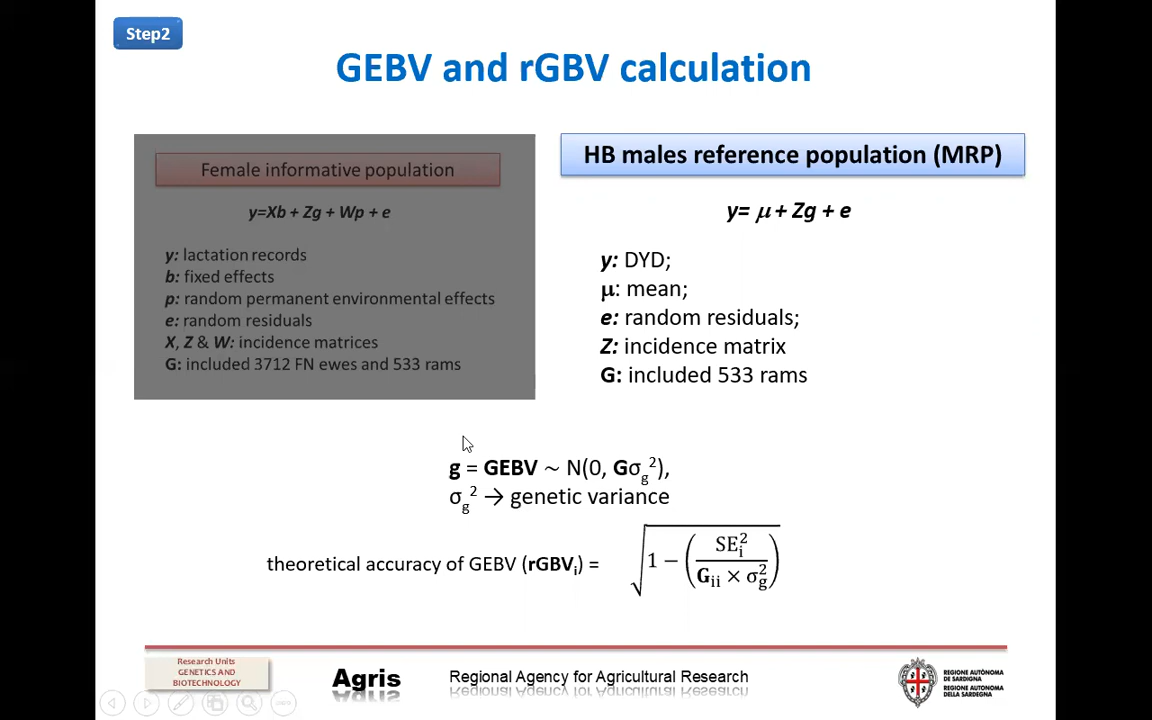 Step2
GEBV and rGBV calculation
Female informative population
y=Xb + Zg + Wp + e
y: lactation records
b: fixed effects
p: random permanent environmental effects
e: random residuals
X, Z & W: incidence matrices
G: included 3712 FN ewes and 533 rams
HB males reference population (MRP)
y= μ + Zg + e
y: DYD;
μ: mean;
e: random residuals;
Z: incidence matrix
G: included 533 rams
g = GEBV ~ N(0, Gσg²),
σg² → genetic variance
theoretical accuracy of GEBV (rGBVi) = √(1 − (SEi² / (Gii × σg²)))
Research Units
GENETICS AND
BIOTECHNOLOGY
Agris
Regional Agency for Agricultural Research
REGIONE AUTÒNOMA
DE SARDIGNA
REGIONE AUTONOMA
DELLA SARDEGNA